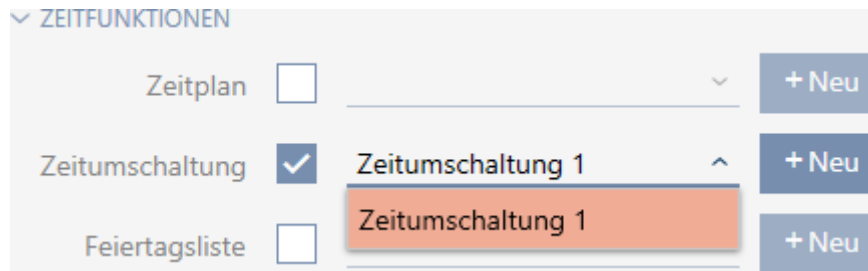 ZEITFUNKTIONEN
Zeitplan
+ Neu
Zeitumschaltung
Zeitumschaltung 1
+ Neu
Zeitumschaltung 1
Feiertagsliste
+ Neu